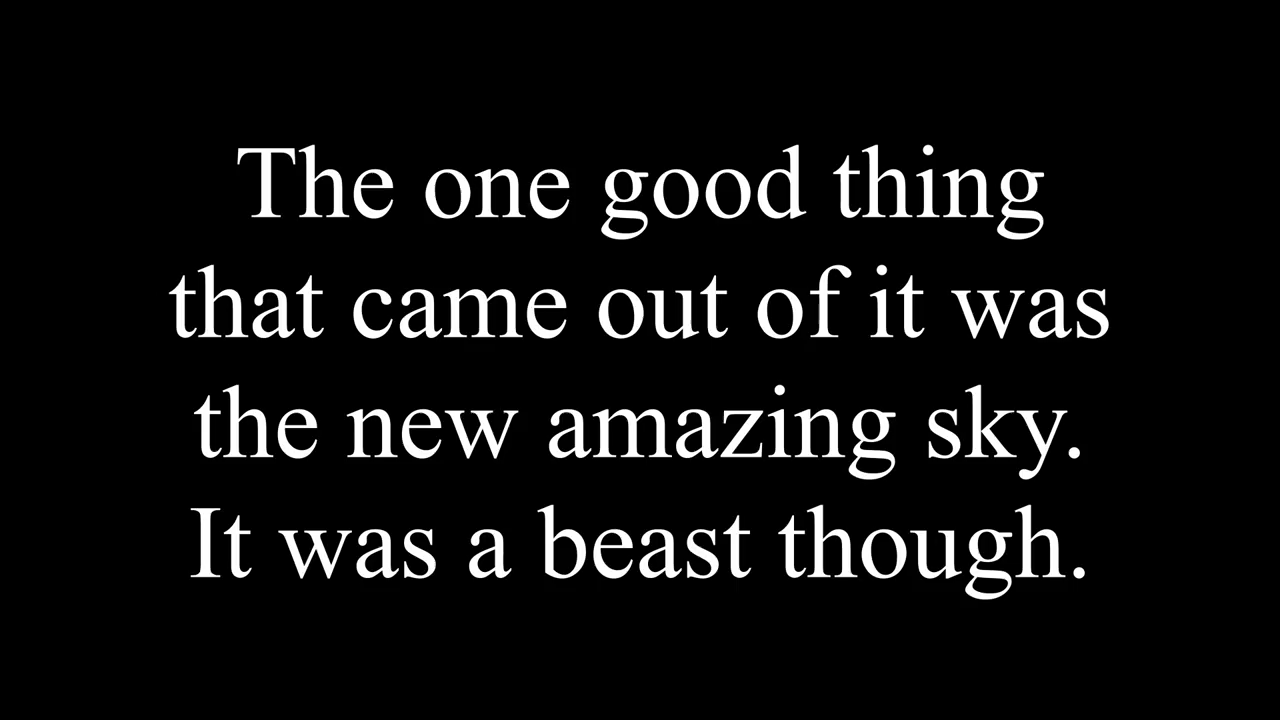 The one good thing
that came out of it was
the new amazing sky.
It was a beast though.